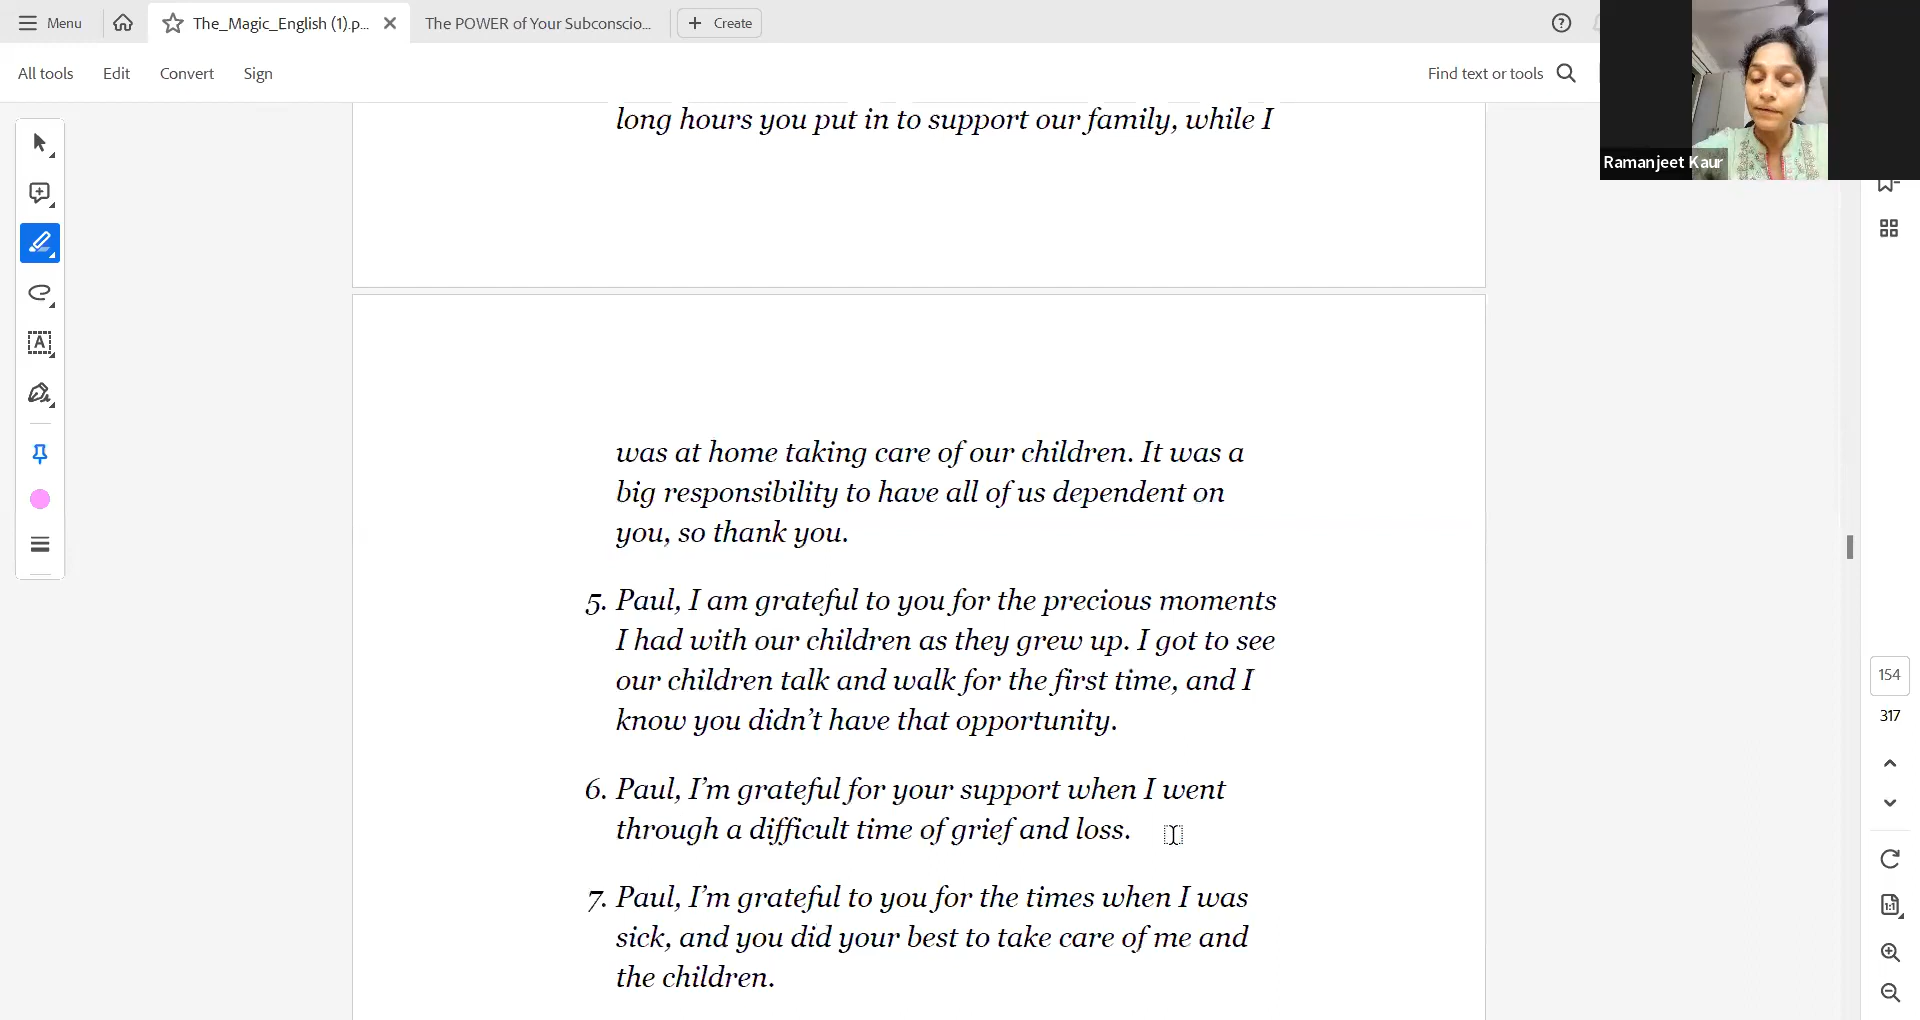 Menu
The_Magic_English (1).p...
The POWER of Your Subconscio...
Create
All tools
Edit
Convert
Sign
Find text or tools
Ramanjeet Kaur
long hours you put in to support our family, while I
was at home taking care of our children. It was a
big responsibility to have all of us dependent on
you, so thank you.
5. Paul, I am grateful to you for the precious moments
I had with our children as they grew up. I got to see
our children talk and walk for the first time, and I
know you didn’t have that opportunity.
6. Paul, I’m grateful for your support when I went
through a difficult time of grief and loss.
7. Paul, I’m grateful to you for the times when I was
sick, and you did your best to take care of me and
the children.
154
317